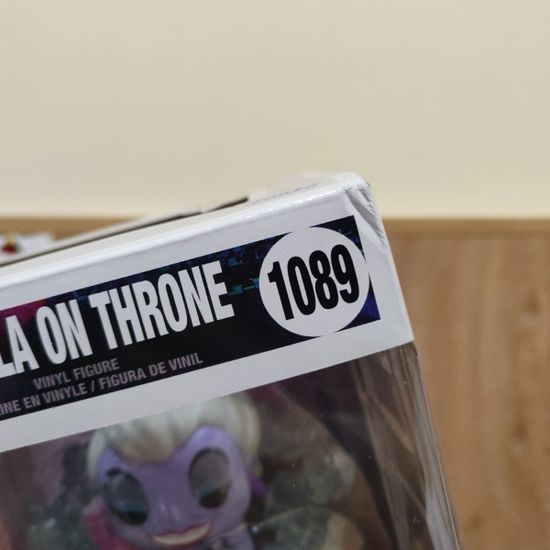 LA ON THRONE 1089
VINYL FIGURE
INE EN VINYLE / FIGURA DE VINIL